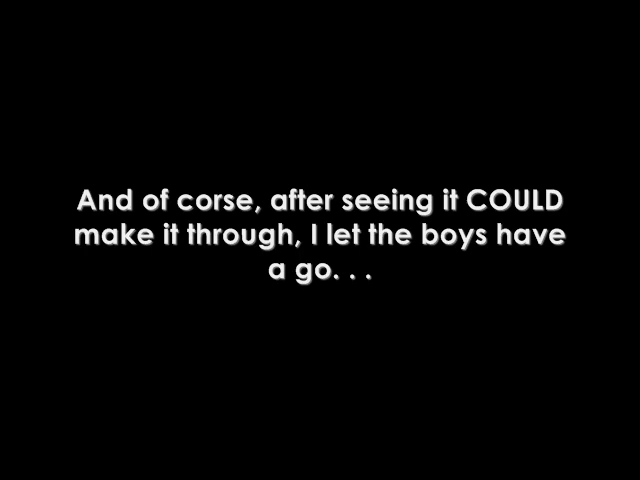 And of corse, after seeing it COULD
make it through, I let the boys have
a go. . .